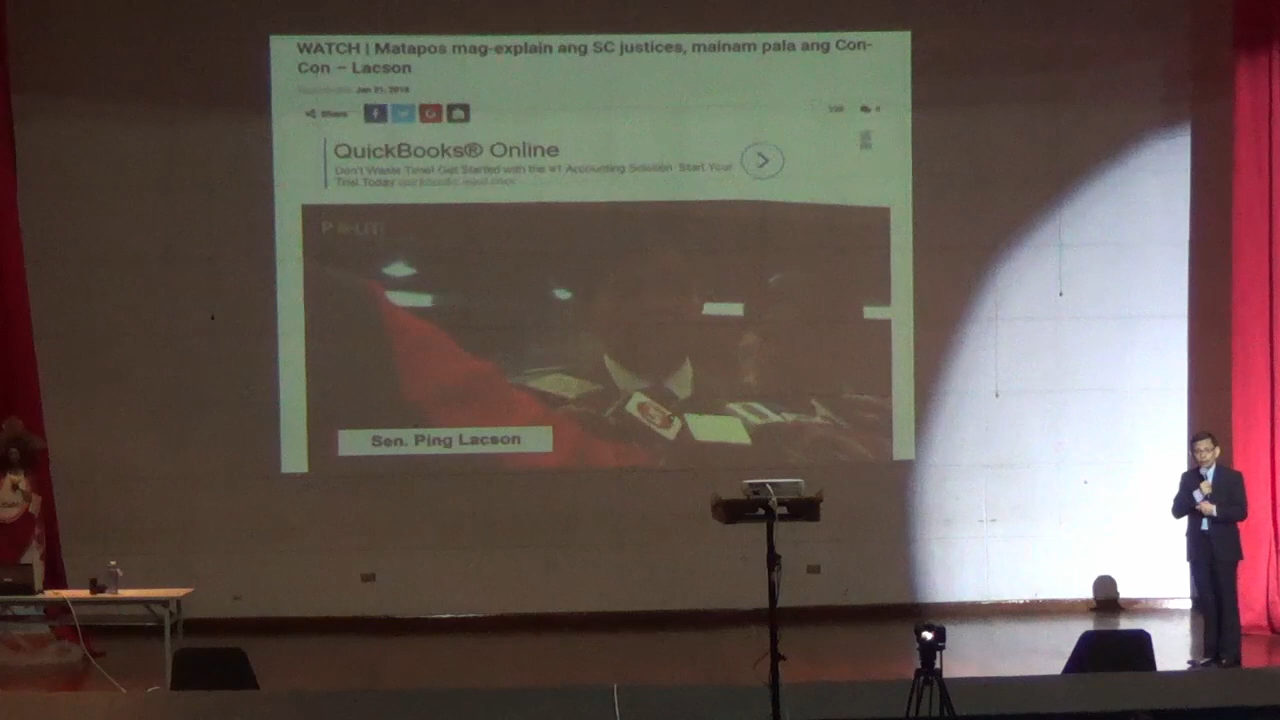 WATCH | Matapos mag-explain ang SC justices, mainam pala ang Con-
Con – Lacson
Jan 21, 2018
Share
QuickBooks® Online
Don't Waste Time! Get Started with the #1 Accounting Solution. Start Your
Trial Today
Sen. Ping Lacson